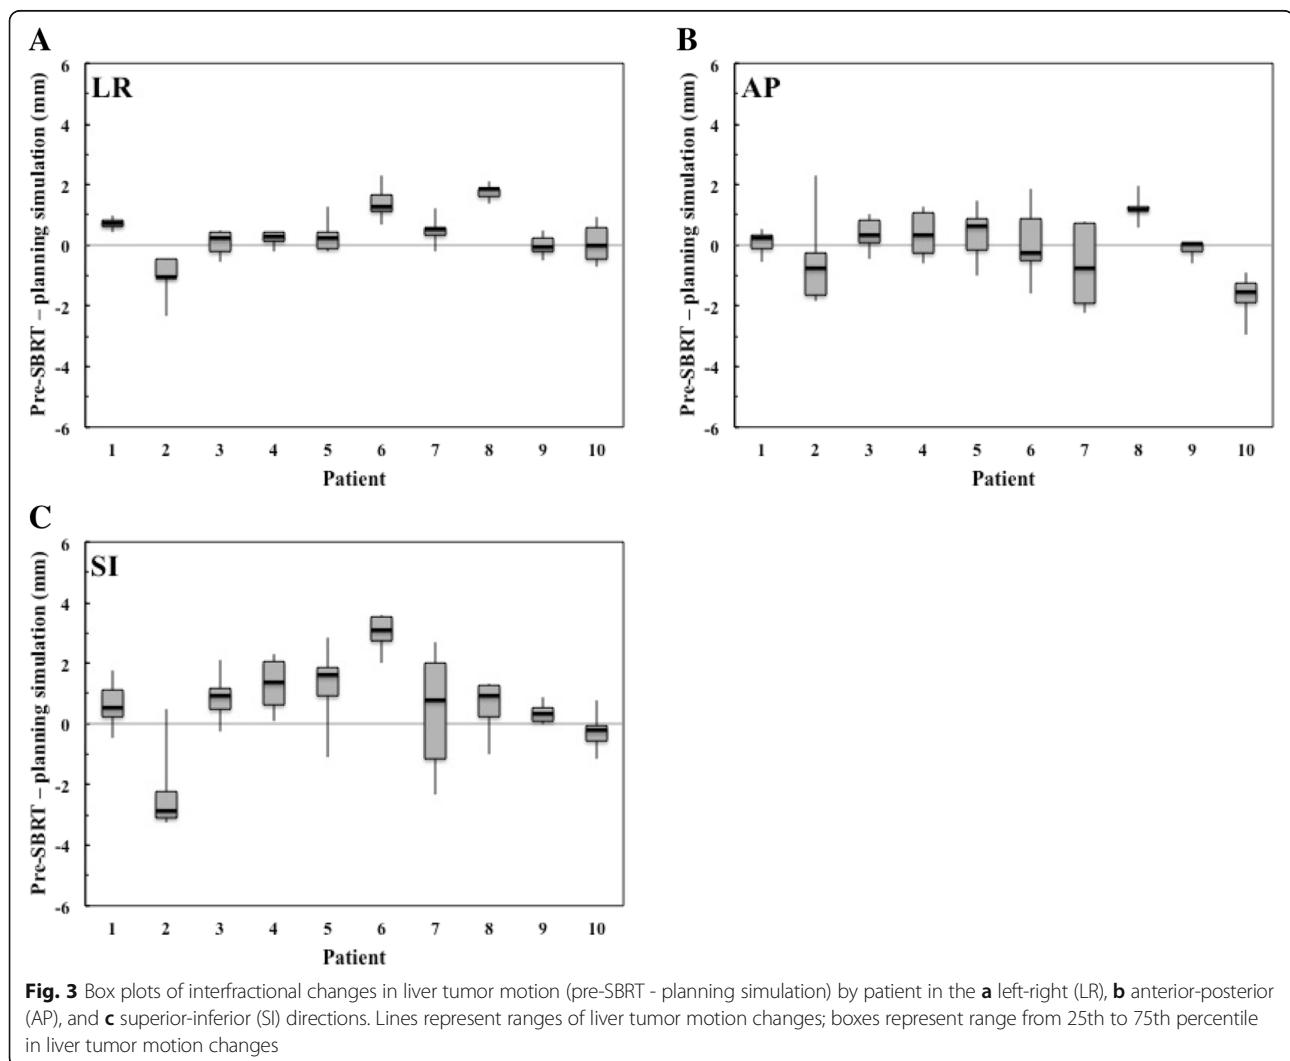 A
LR
Pre-SBRT – planning simulation (mm)
6
4
2
0
-2
-4
-6
1 2 3 4 5 6 7 8 9 10
Patient
B
AP
Pre-SBRT – planning simulation (mm)
6
4
2
0
-2
-4
-6
1 2 3 4 5 6 7 8 9 10
Patient
C
SI
Pre-SBRT – planning simulation (mm)
6
4
2
0
-2
-4
-6
1 2 3 4 5 6 7 8 9 10
Patient
Fig. 3 Box plots of interfractional changes in liver tumor motion (pre-SBRT - planning simulation) by patient in the a left-right (LR), b anterior-posterior
(AP), and c superior-inferior (SI) directions. Lines represent ranges of liver tumor motion changes; boxes represent range from 25th to 75th percentile
in liver tumor motion changes